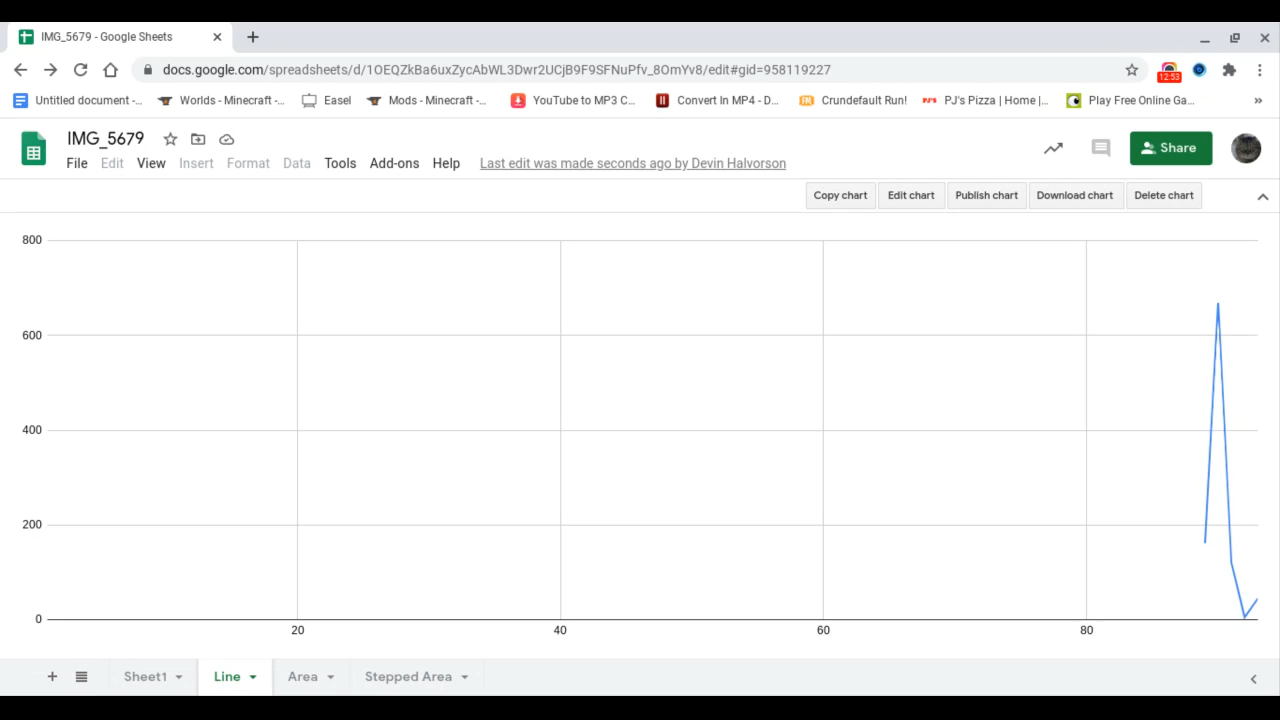 IMG_5679 - Google Sheets
docs.google.com/spreadsheets/d/1OEQZkBa6uxZycAbWL3Dwr2UCjB9F9SFNuPfv_8OmYv8/edit#gid=958119227
12:53
Untitled document -... Worlds - Minecraft -... Easel Mods - Minecraft -... YouTube to MP3 C... Convert In MP4 - D... Crundefault Run! PJ's Pizza | Home |... Play Free Online Ga...
IMG_5679
Share
File Edit View Insert Format Data Tools Add-ons Help Last edit was made seconds ago by Devin Halvorson
Copy chart Edit chart Publish chart Download chart Delete chart
800
600
400
200
0
20 40 60 80
Sheet1 Line Area Stepped Area